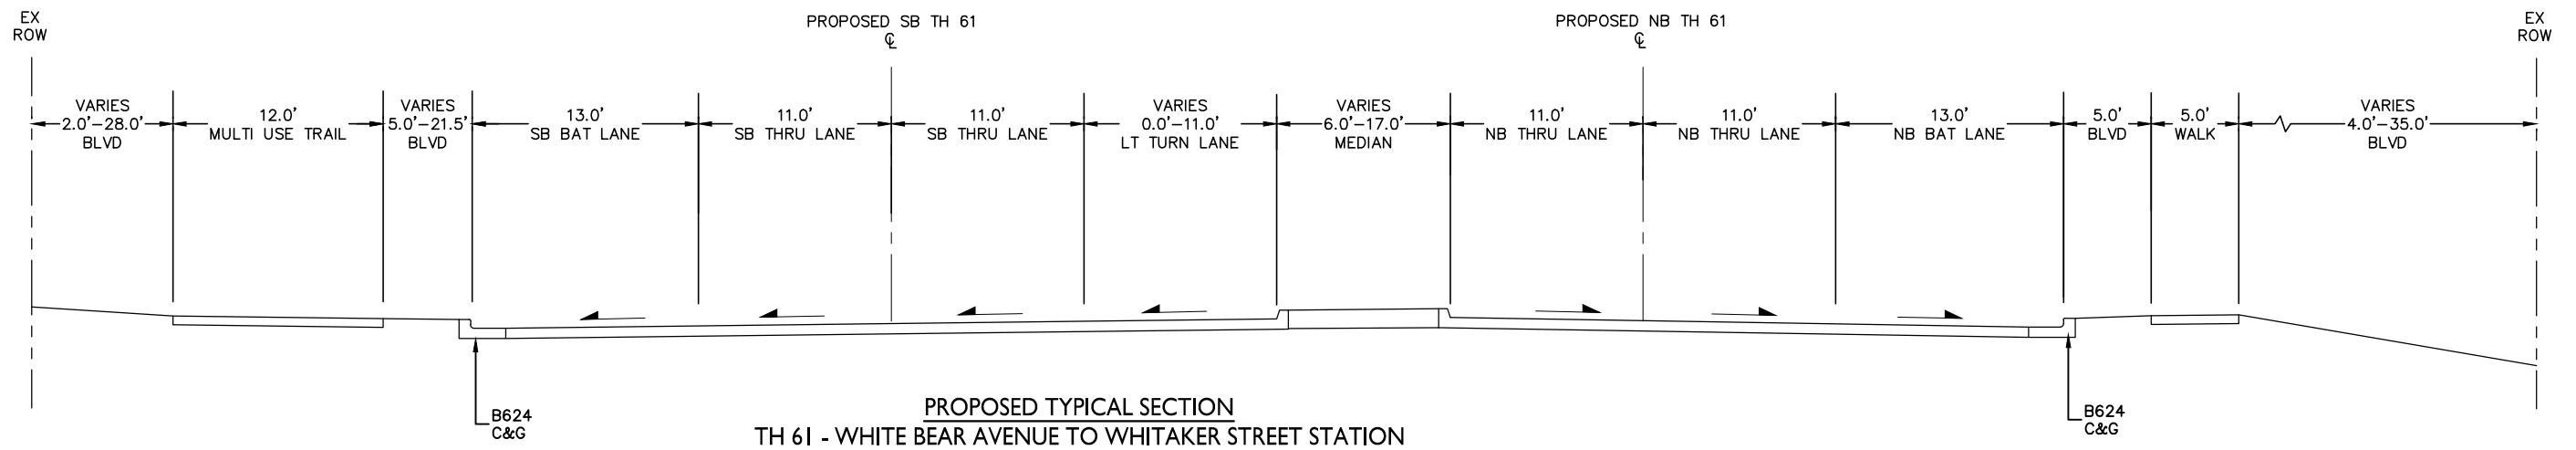 EX
ROW
PROPOSED SB TH 61
℄
PROPOSED NB TH 61
℄
EX
ROW
VARIES
2.0'-28.0'
BLVD
12.0'
MULTI USE TRAIL
VARIES
5.0'-21.5'
BLVD
13.0'
SB BAT LANE
11.0'
SB THRU LANE
11.0'
SB THRU LANE
VARIES
0.0'-11.0'
LT TURN LANE
VARIES
6.0'-17.0'
MEDIAN
11.0'
NB THRU LANE
11.0'
NB THRU LANE
13.0'
NB BAT LANE
5.0'
BLVD
5.0'
WALK
VARIES
4.0'-35.0'
BLVD
B624
C&G
B624
C&G
PROPOSED TYPICAL SECTION
TH 61 - WHITE BEAR AVENUE TO WHITAKER STREET STATION